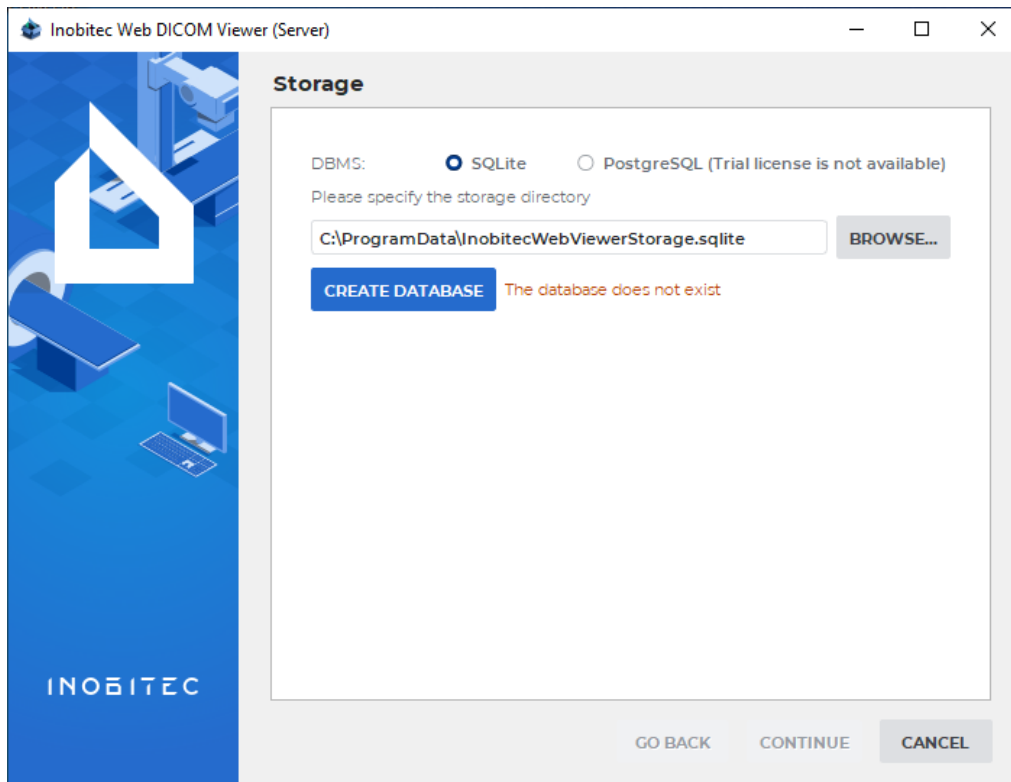 Inobitec Web DICOM Viewer (Server)
Storage
DBMS: SQLite PostgreSQL (Trial license is not available)
Please specify the storage directory
C:\ProgramData\InobitecWebViewerStorage.sqlite BROWSE...
CREATE DATABASE The database does not exist
INOBITEC
GO BACK CONTINUE CANCEL